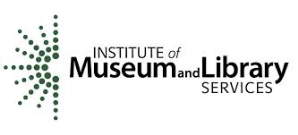 INSTITUTE of
Museum and Library
SERVICES